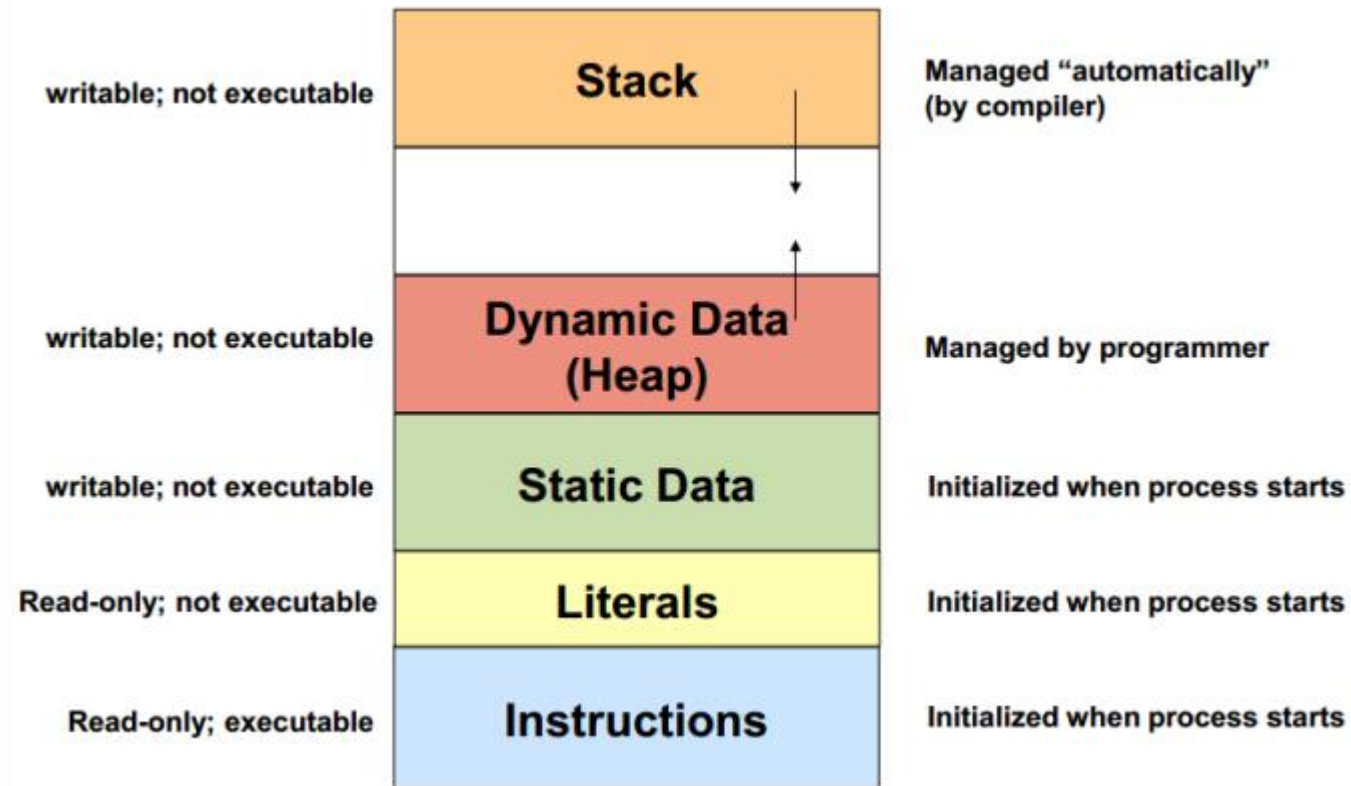 writable; not executable
Stack
Managed “automatically”
(by compiler)
writable; not executable
Dynamic Data
(Heap)
Managed by programmer
writable; not executable
Static Data
Initialized when process starts
Read-only; not executable
Literals
Initialized when process starts
Read-only; executable
Instructions
Initialized when process starts